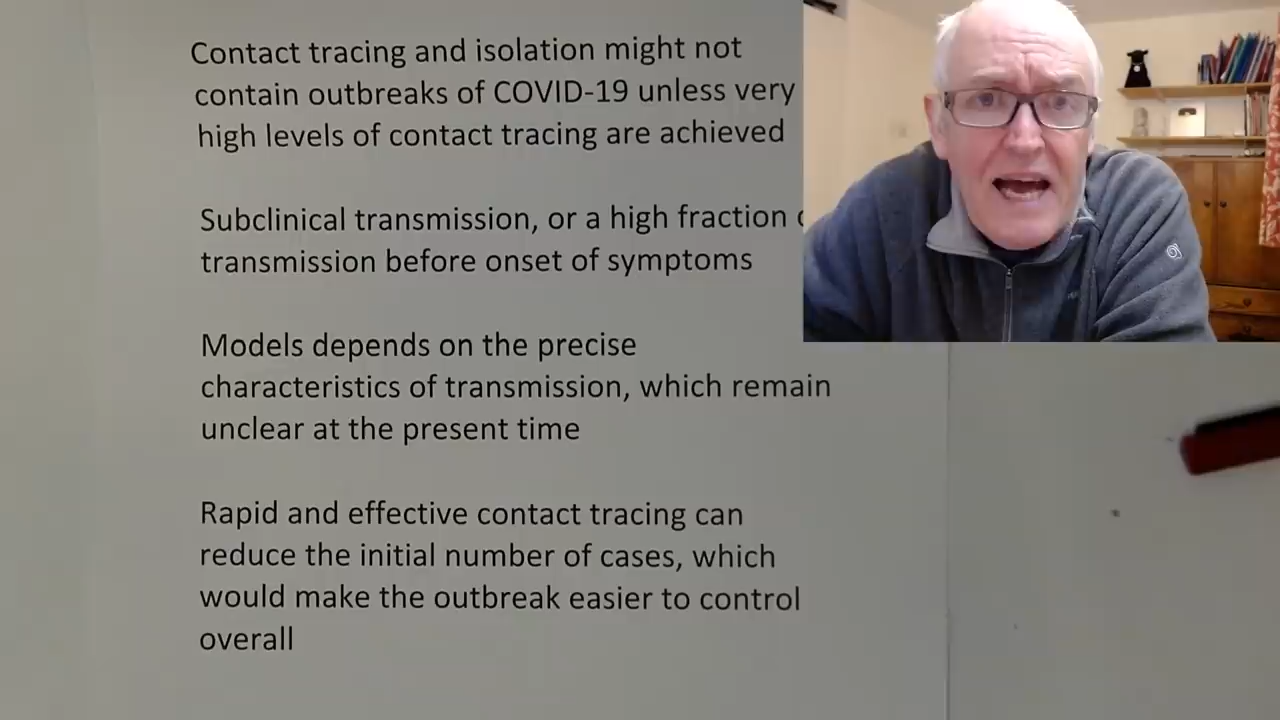 Contact tracing and isolation might not
contain outbreaks of COVID-19 unless very
high levels of contact tracing are achieved
Subclinical transmission, or a high fraction
transmission before onset of symptoms
Models depends on the precise
characteristics of transmission, which remain
unclear at the present time
Rapid and effective contact tracing can
reduce the initial number of cases, which
would make the outbreak easier to control
overall